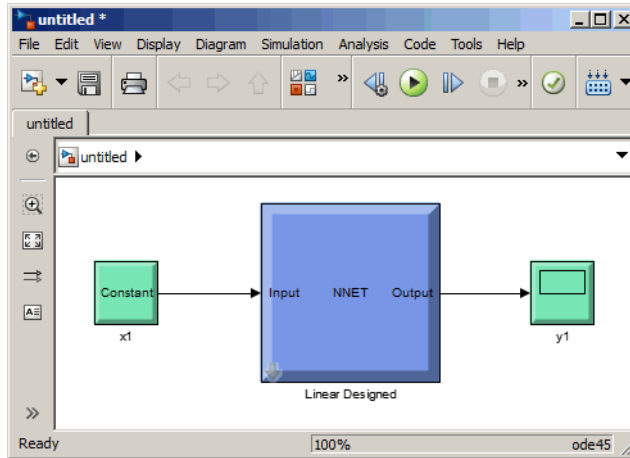 untitled *
File Edit View Display Diagram Simulation Analysis Code Tools Help
» »
untitled
untitled
Constant Input NNET Output
x1 y1
Linear Designed
»
Ready 100% ode45